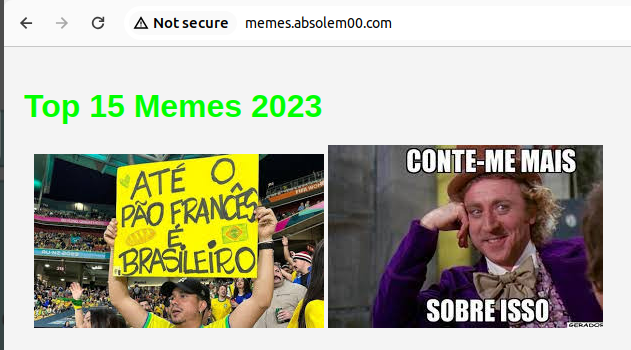 Not secure memes.absolem00.com
Top 15 Memes 2023
ATÉ O
PÃO FRANCÊS
É
BRASILEIRO
CONTE-ME MAIS
SOBRE ISSO